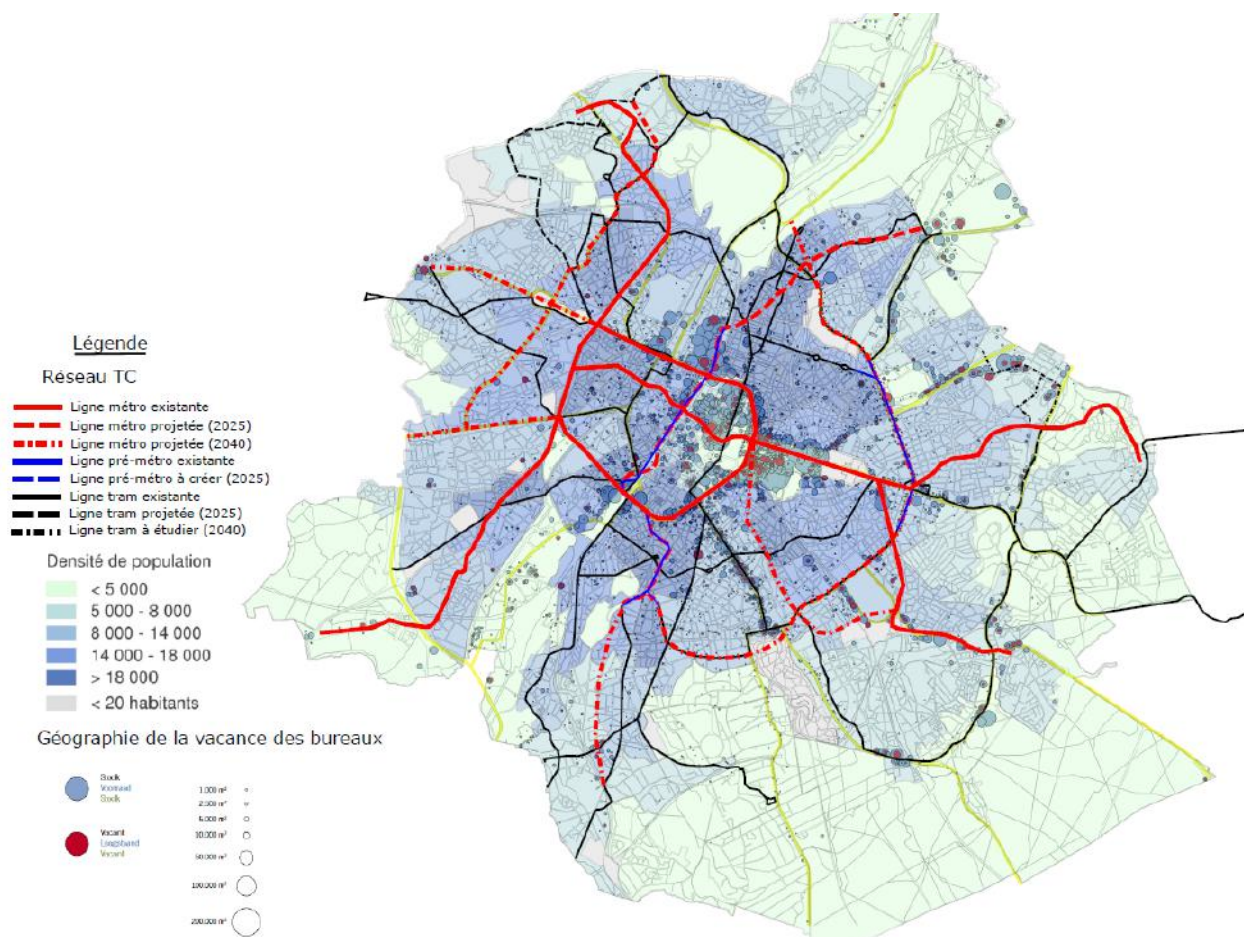 Légende
Réseau TC
Ligne métro existante
Ligne métro projetée (2025)
Ligne métro projetée (2040)
Ligne pré-métro existante
Ligne pré-métro à créer (2025)
Ligne tram existante
Ligne tram projetée (2025)
Ligne tram à étudier (2040)
Densité de population
< 5 000
5 000 - 8 000
8 000 - 14 000
14 000 - 18 000
> 18 000
< 20 habitants
Géographie de la vacance des bureaux
Stock
Voorraad
Stock
Vacant
Leegstand
Vacant
1.000 m²
2.500 m²
5.000 m²
10.000 m²
50.000 m²
100.000 m²
200.000 m²